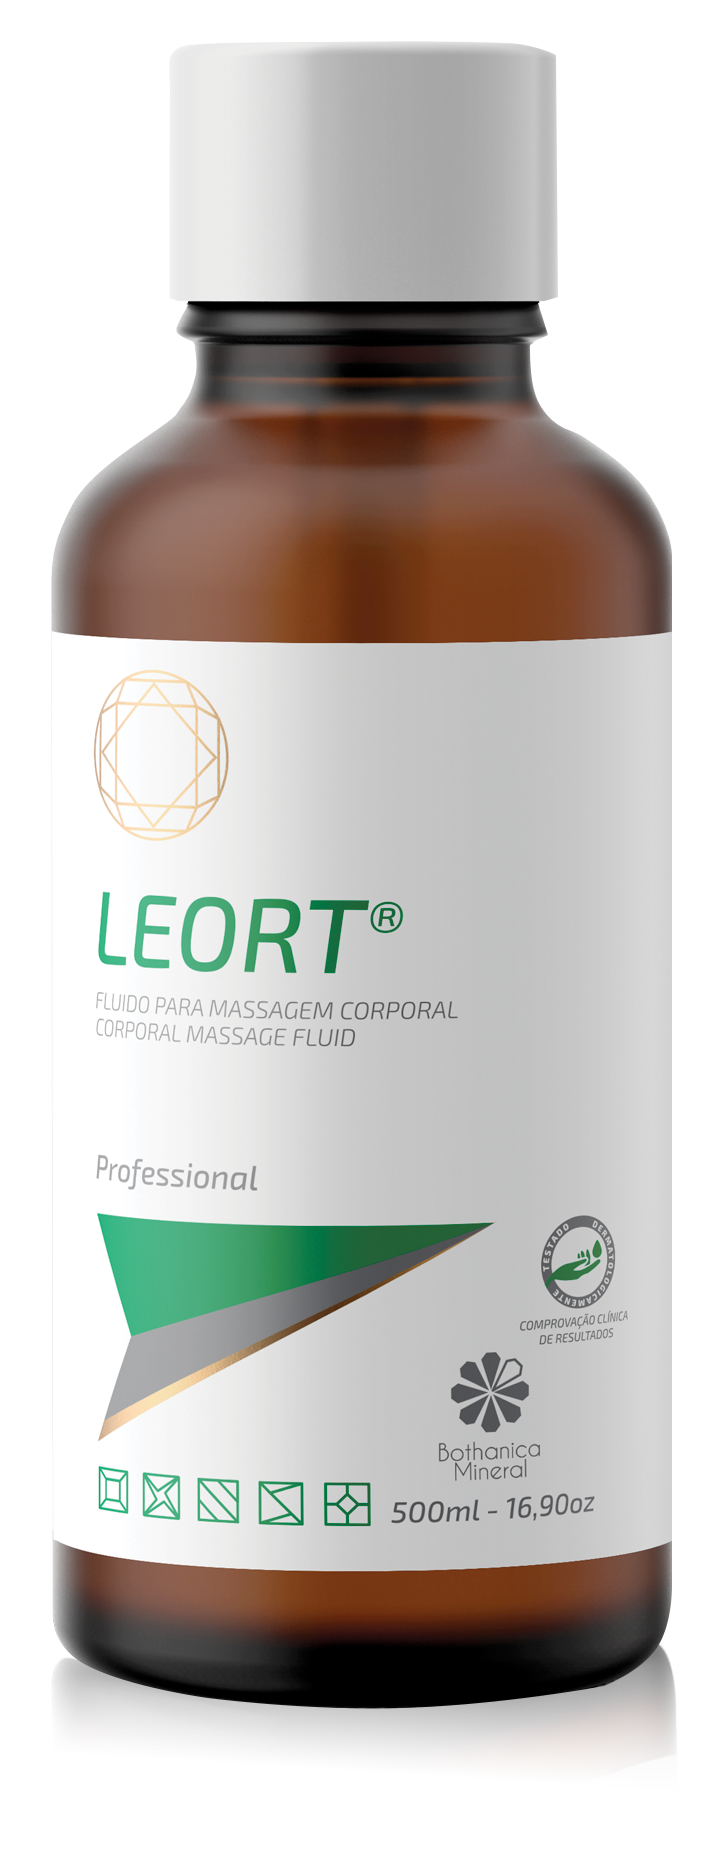 LEORT®
FLUIDO PARA MASSAGEM CORPORAL
CORPORAL MASSAGE FLUID
Professional
TESTADO DERMATOLOGICAMENTE
COMPROVAÇÃO CLÍNICA
DE RESULTADOS
Bothanica
Mineral
500ml - 16,90oz